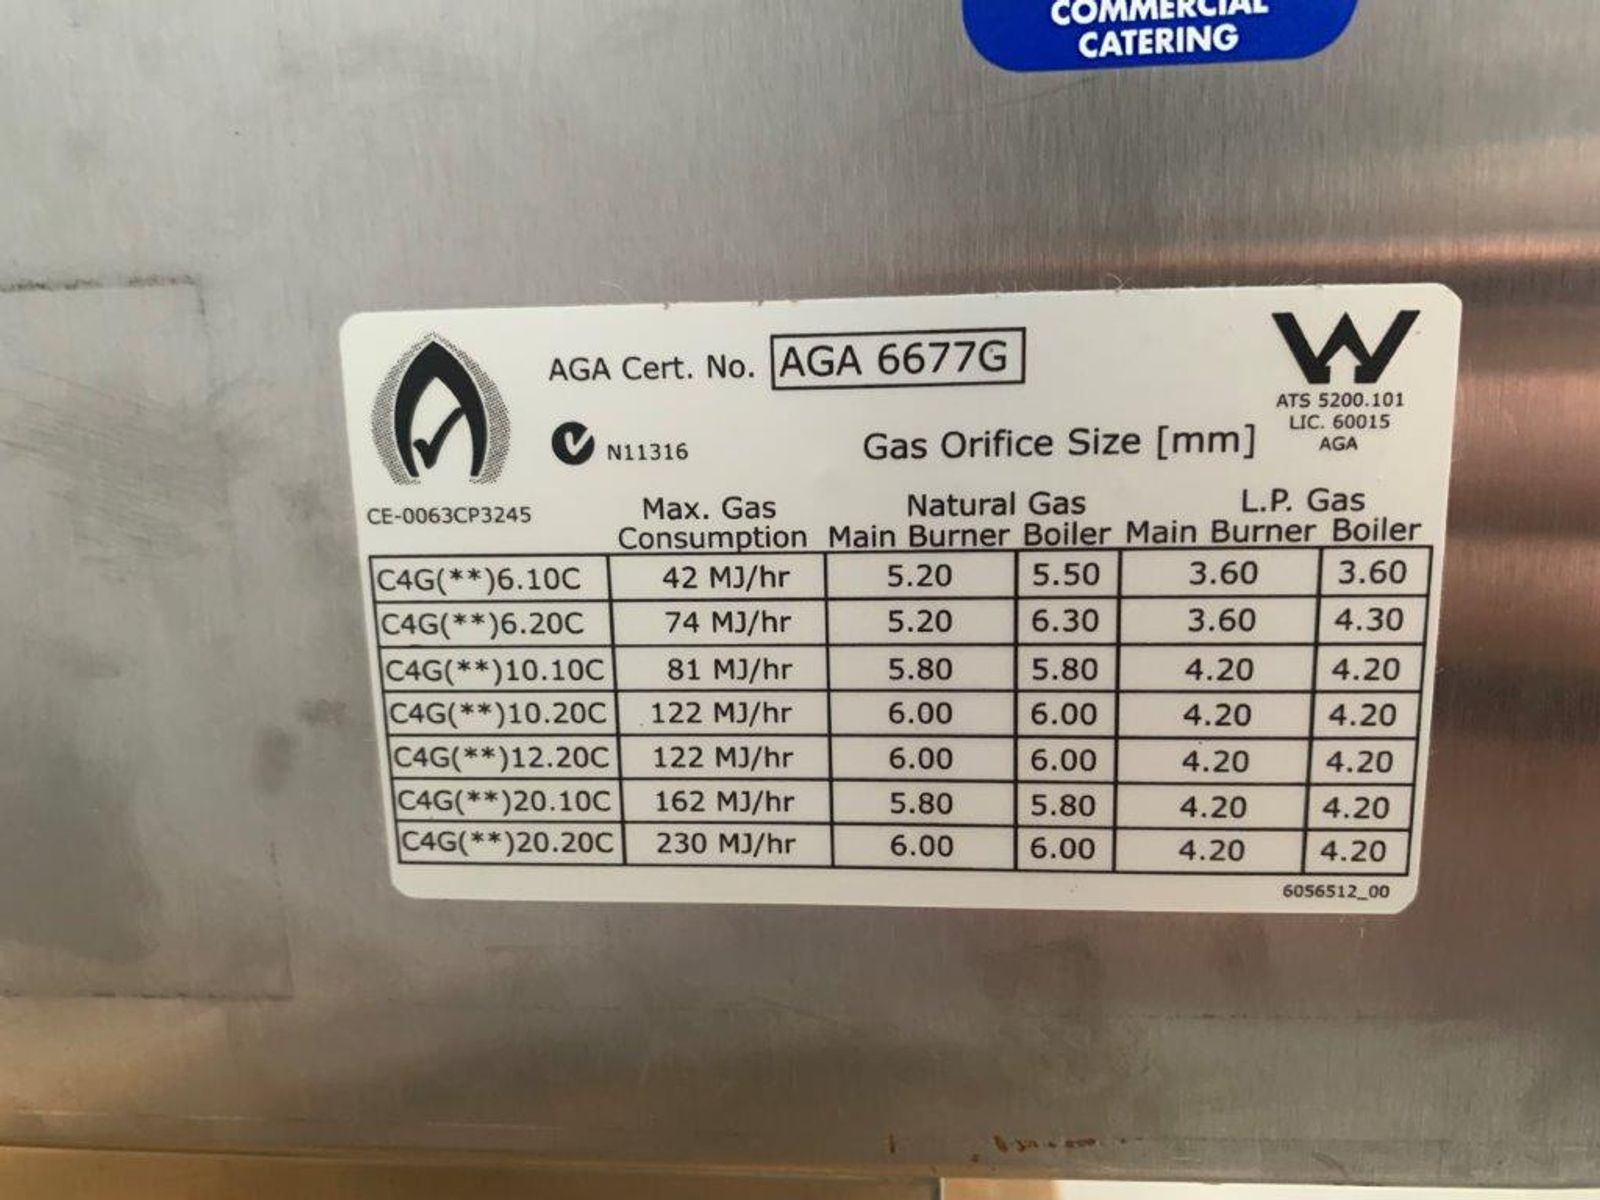 COMMERCIAL
CATERING
AGA Cert. No. AGA 6677G
N11316
ATS 5200.101
LIC. 60015
AGA
Gas Orifice Size [mm]
CE-0063CP3245
Max. Gas Natural Gas L.P. Gas
Consumption Main Burner Boiler Main Burner Boiler
C4G(**)6.10C 42 MJ/hr 5.20 5.50 3.60 3.60
C4G(**)6.20C 74 MJ/hr 5.20 6.30 3.60 4.30
C4G(**)10.10C 81 MJ/hr 5.80 5.80 4.20 4.20
C4G(**)10.20C 122 MJ/hr 6.00 6.00 4.20 4.20
C4G(**)12.20C 122 MJ/hr 6.00 6.00 4.20 4.20
C4G(**)20.10C 162 MJ/hr 5.80 5.80 4.20 4.20
C4G(**)20.20C 230 MJ/hr 6.00 6.00 4.20 4.20
6056512_00